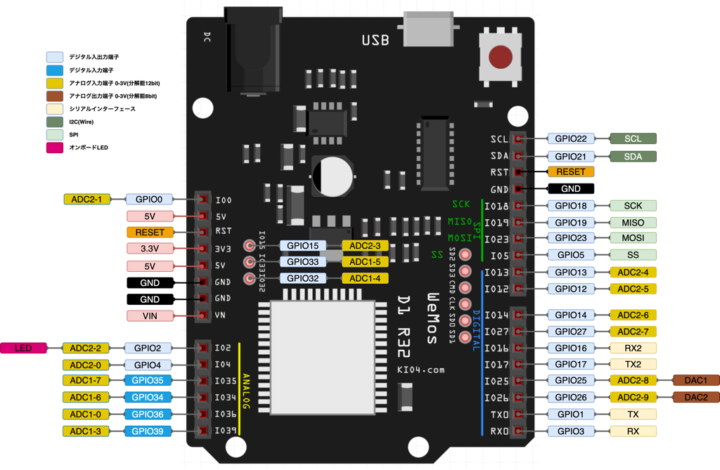 DC
USB
デジタル入出力端子
デジタル入力端子
アナログ入力端子 0-3V(分解能12bit)
アナログ出力端子 0-3V(分解能8bit)
シリアルインターフェース
I2C(Wire)
SPI
オンボードLED
ADC2-1 GPIO0 IO0
5V 5V
RESET RST
3.3V 3V3
5V 5V
GND GND
GND GND
VIN VN
LED ADC2-2 GPIO2 IO2
ADC2-0 GPIO4 IO4
ADC1-7 GPIO35 IO35
ADC1-6 GPIO34 IO34
ADC1-0 GPIO36 IO36
ADC1-3 GPIO39 IO39
ANALOG
IO15
GPIO15 ADC2-3
GPIO33 ADC1-5
GPIO32 ADC1-4
WeMos
D1 R32
KIO4.com
SCK
MISO
MOSI
SS
SPI
CMD
CLK
DIGITAL
SCL GPIO22 SCL
SDA GPIO21 SDA
RST RESET
GND GND
IO18 GPIO18 SCK
IO19 GPIO19 MISO
IO23 GPIO23 MOSI
IO5 GPIO5 SS
IO13 GPIO13 ADC2-4
IO12 GPIO12 ADC2-5
IO14 GPIO14 ADC2-6
IO27 GPIO27 ADC2-7
IO16 GPIO16 RX2
IO17 GPIO17 TX2
IO25 GPIO25 ADC2-8 DAC1
IO26 GPIO26 ADC2-9 DAC2
TXD GPIO1 TX
RXD GPIO3 RX